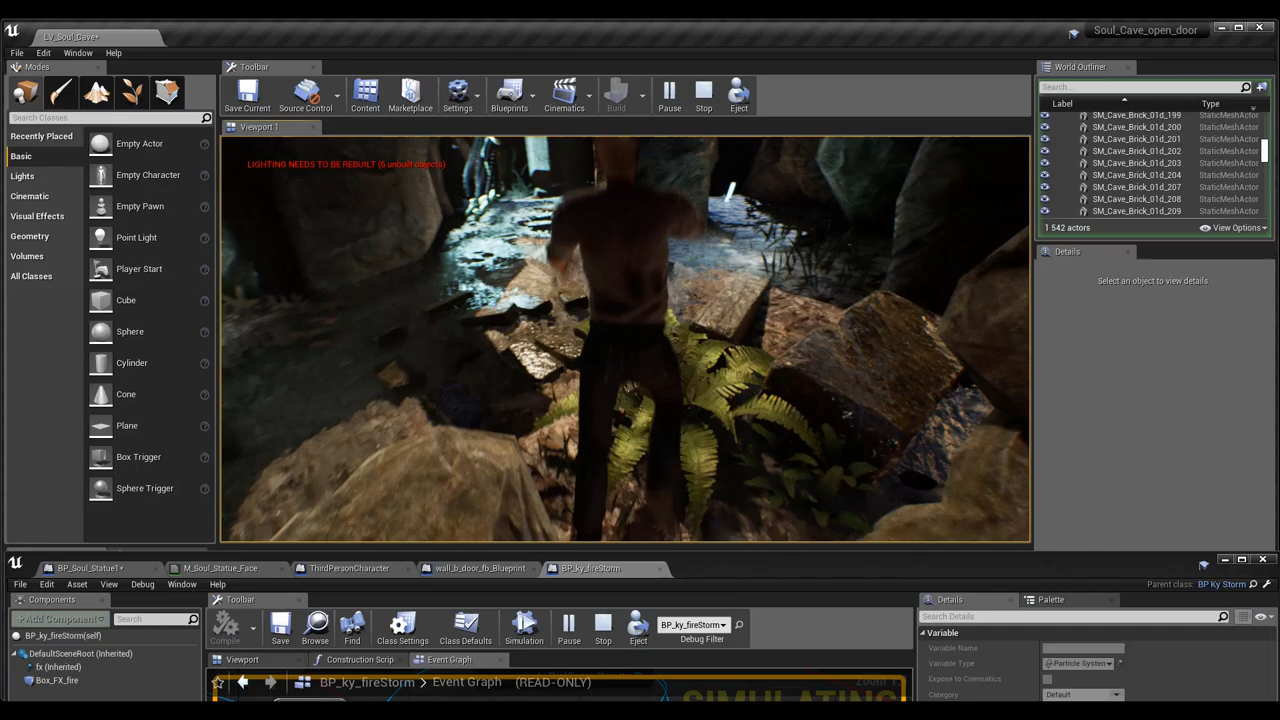 LV_Soul_Cave*
Soul_Cave_open_door
File Edit Window Help
Modes
Toolbar
World Outliner
Save Current
Source Control
Content
Marketplace
Settings
Blueprints
Cinematics
Build
Pause
Stop
Eject
Search Classes
Search...
Label
Type
Viewport 1
Recently Placed
Basic
Lights
Cinematic
Visual Effects
Geometry
Volumes
All Classes
Empty Actor
Empty Character
Empty Pawn
Point Light
Player Start
Cube
Sphere
Cylinder
Cone
Plane
Box Trigger
Sphere Trigger
LIGHTING NEEDS TO BE REBUILT (6 unbuilt objects)
SM_Cave_Brick_01d_199 StaticMeshActor
SM_Cave_Brick_01d_200 StaticMeshActor
SM_Cave_Brick_01d_201 StaticMeshActor
SM_Cave_Brick_01d_202 StaticMeshActor
SM_Cave_Brick_01d_203 StaticMeshActor
SM_Cave_Brick_01d_204 StaticMeshActor
SM_Cave_Brick_01d_207 StaticMeshActor
SM_Cave_Brick_01d_208 StaticMeshActor
SM_Cave_Brick_01d_209 StaticMeshActor
1 542 actors
View Options
Details
Select an object to view details.
BP_Soul_Statue1*
M_Soul_Statue_Face
ThirdPersonCharacter
wall_b_door_fb_Blueprint
BP_ky_fireStorm
File Edit Asset View Debug Window Help
Parent class: BP Ky Storm
Components
Toolbar
Details
Palette
+Add Component
Search
BP_ky_fireStorm(self)
DefaultSceneRoot (Inherited)
fx (Inherited)
Box_FX_fire
Compile
Save
Browse
Find
Class Settings
Class Defaults
Simulation
Pause
Stop
Eject
BP_ky_fireStorm
Debug Filter
Viewport
Construction Scrip
Event Graph
BP_ky_fireStorm > Event Graph (READ-ONLY)
SIMULATING
Search Details
Variable
Variable Name
Variable Type
Particle System
Expose to Cinematics
Category
Default